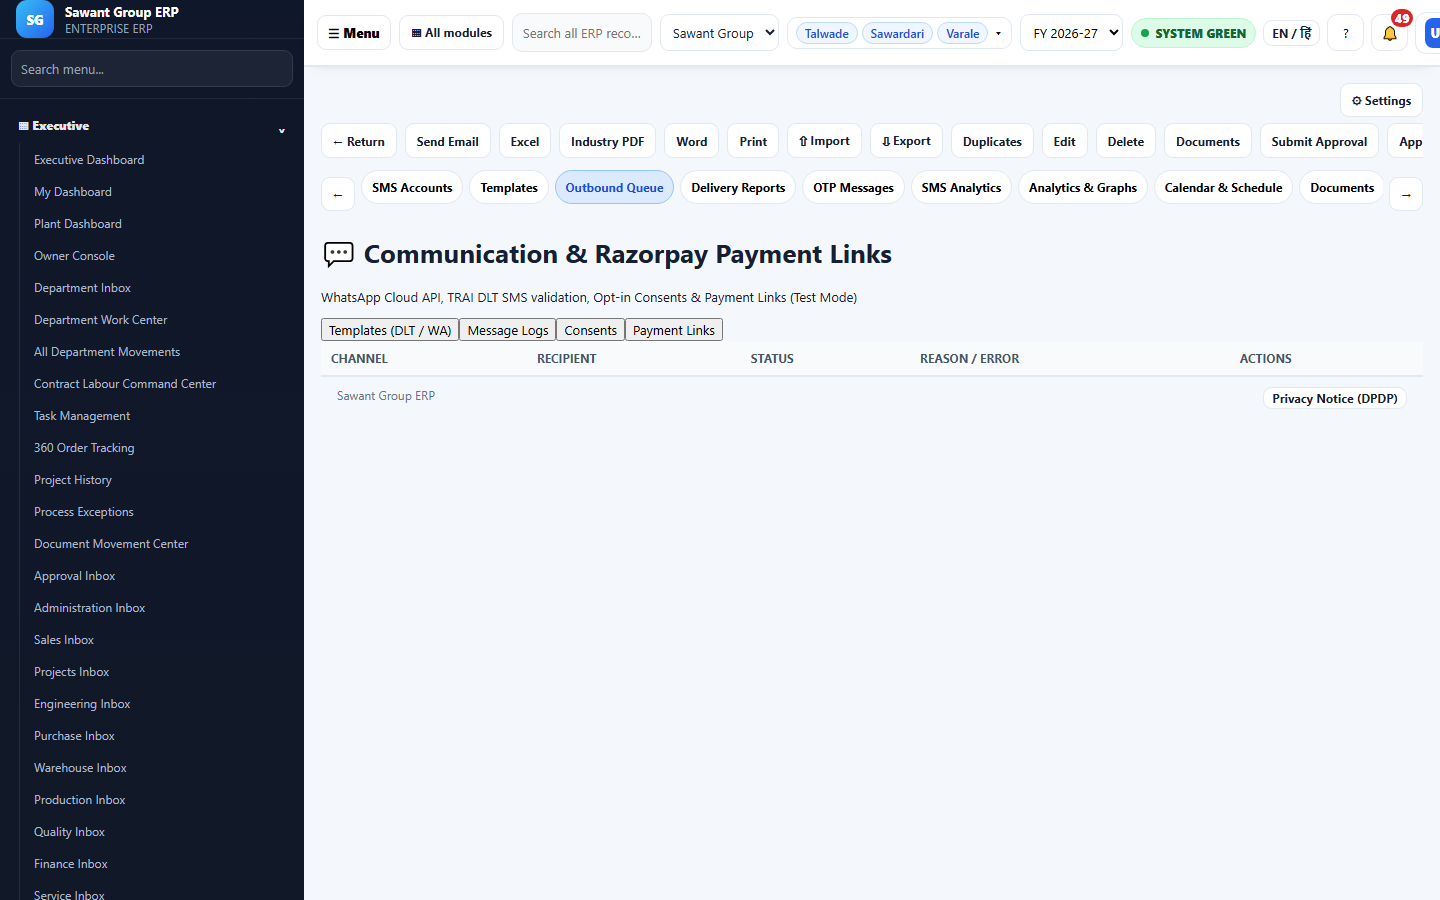 SG
Sawant Group ERP
ENTERPRISE ERP
Search menu...
Executive
Executive Dashboard
My Dashboard
Plant Dashboard
Owner Console
Department Inbox
Department Work Center
All Department Movements
Contract Labour Command Center
Task Management
360 Order Tracking
Project History
Process Exceptions
Document Movement Center
Approval Inbox
Administration Inbox
Sales Inbox
Projects Inbox
Engineering Inbox
Purchase Inbox
Warehouse Inbox
Production Inbox
Quality Inbox
Finance Inbox
Service Inbox
☰ Menu
All modules
Search all ERP reco...
Sawant Group
Talwade Sawardari Varale
FY 2026-27
SYSTEM GREEN
EN / हिं
?
49
U
⚙ Settings
← Return
Send Email
Excel
Industry PDF
Word
Print
⇧ Import
⇩ Export
Duplicates
Edit
Delete
Documents
Submit Approval
App
←
SMS Accounts
Templates
Outbound Queue
Delivery Reports
OTP Messages
SMS Analytics
Analytics & Graphs
Calendar & Schedule
Documents
→
Communication & Razorpay Payment Links
WhatsApp Cloud API, TRAI DLT SMS validation, Opt-in Consents & Payment Links (Test Mode)
Templates (DLT / WA) Message Logs Consents Payment Links
CHANNEL RECIPIENT STATUS REASON / ERROR ACTIONS
Sawant Group ERP
Privacy Notice (DPDP)